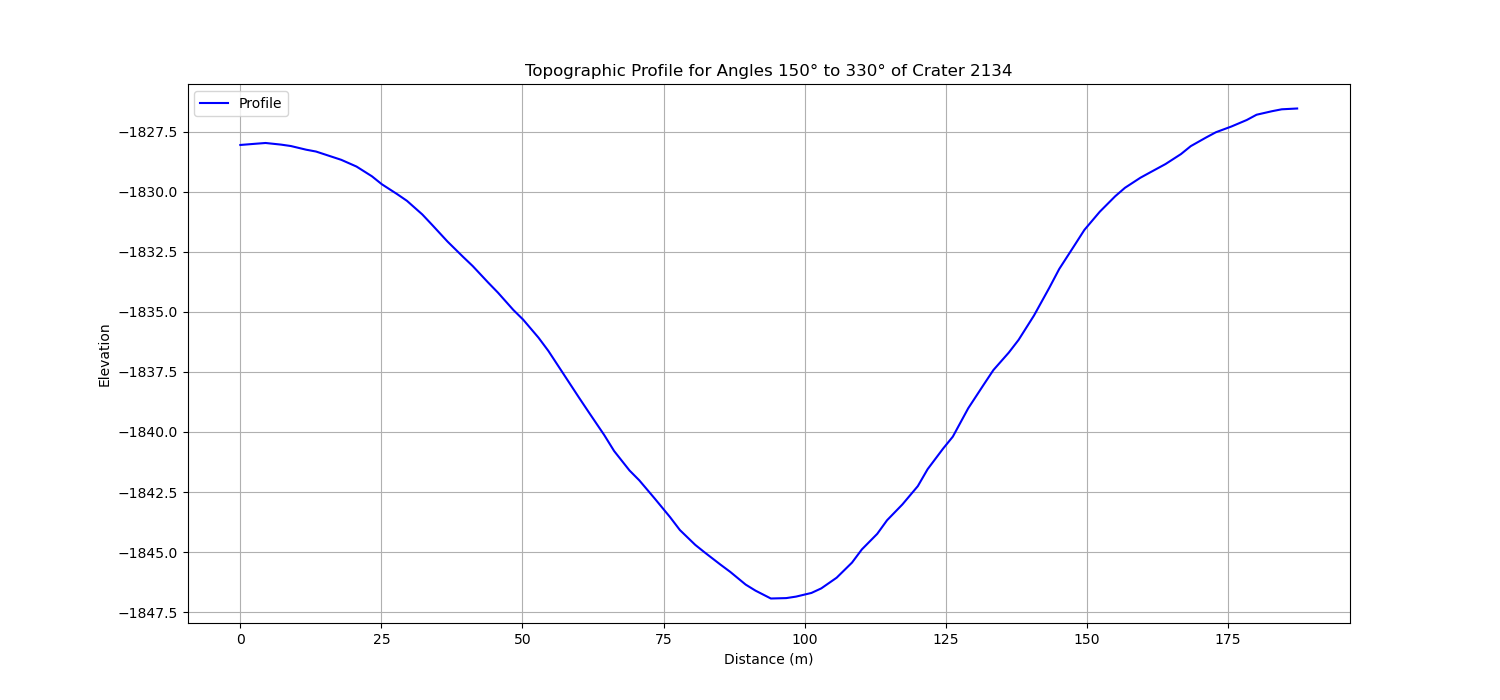 Topographic Profile for Angles 150° to 330° of Crater 2134
Profile
−1827.5
−1830.0
−1832.5
−1835.0
−1837.5
−1840.0
−1842.5
−1845.0
−1847.5
Elevation
0 25 50 75 100 125 150 175
Distance (m)